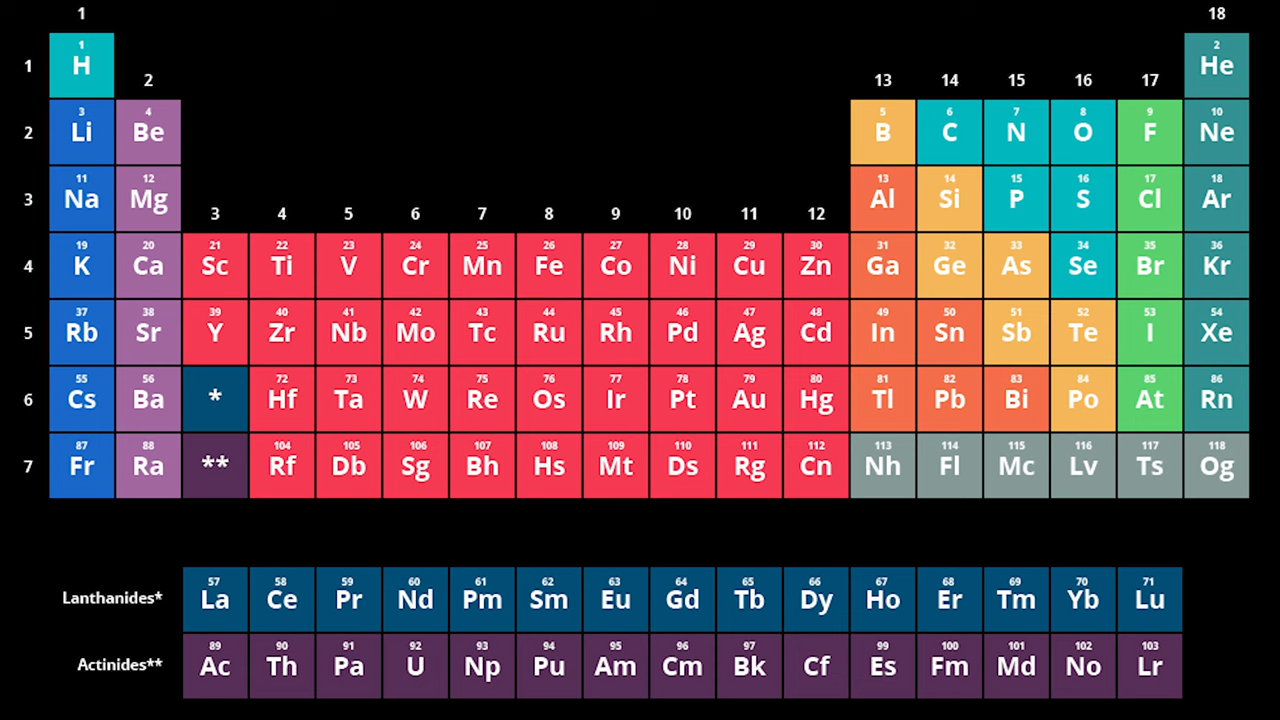 1 18
1 2
1 H He
2 13 14 15 16 17
3 4 5 6 7 8 9 10
2 Li Be B C N O F Ne
11 12 13 14 15 16 17 18
3 Na Mg Al Si P S Cl Ar
3 4 5 6 7 8 9 10 11 12
19 20 21 22 23 24 25 26 27 28 29 30 31 32 33 34 35 36
4 K Ca Sc Ti V Cr Mn Fe Co Ni Cu Zn Ga Ge As Se Br Kr
37 38 39 40 41 42 43 44 45 46 47 48 49 50 51 52 53 54
5 Rb Sr Y Zr Nb Mo Tc Ru Rh Pd Ag Cd In Sn Sb Te I Xe
55 56 72 73 74 75 76 77 78 79 80 81 82 83 84 85 86
6 Cs Ba * Hf Ta W Re Os Ir Pt Au Hg Tl Pb Bi Po At Rn
87 88 104 105 106 107 108 109 110 111 112 113 114 115 116 117 118
7 Fr Ra ** Rf Db Sg Bh Hs Mt Ds Rg Cn Nh Fl Mc Lv Ts Og
57 58 59 60 61 62 63 64 65 66 67 68 69 70 71
Lanthanides* La Ce Pr Nd Pm Sm Eu Gd Tb Dy Ho Er Tm Yb Lu
89 90 91 92 93 94 95 96 97 99 100 101 102 103
Actinides** Ac Th Pa U Np Pu Am Cm Bk Cf Es Fm Md No Lr